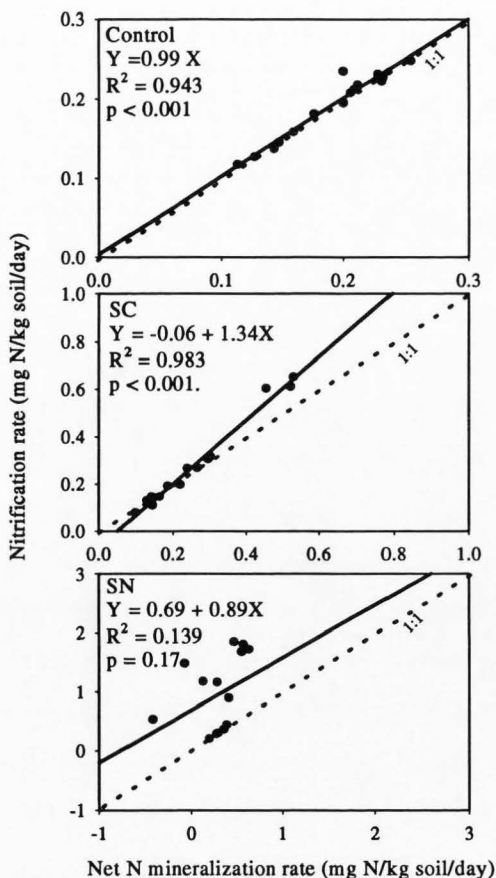 Control
Y =0.99 X
R² = 0.943
p < 0.001
1:1
0.3
0.2
0.1
0.0
0.0 0.1 0.2 0.3
SC
Y = -0.06 + 1.34X
R² = 0.983
p < 0.001.
1:1
1.0
0.8
0.6
0.4
0.2
0.0
0.0 0.2 0.4 0.6 0.8 1.0
SN
Y = 0.69 + 0.89X
R² = 0.139
p = 0.17
1:1
3
2
1
0
-1
-1 0 1 2 3
Nitrification rate (mg N/kg soil/day)
Net N mineralization rate (mg N/kg soil/day)